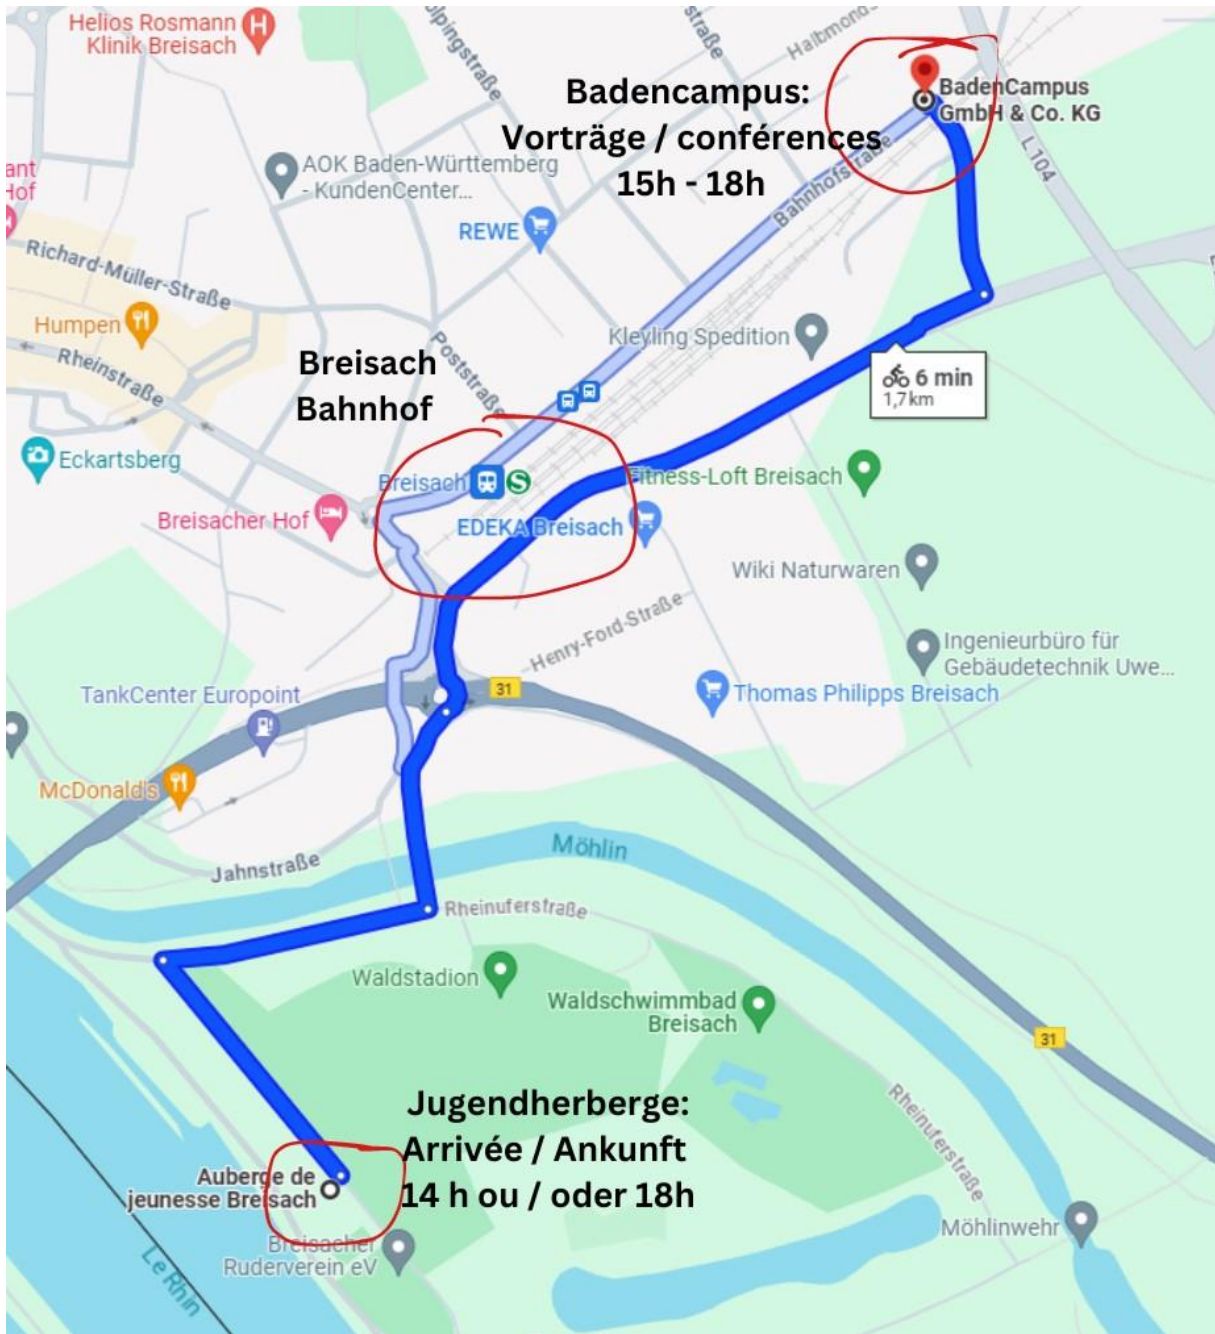 Helios Rosmann
Klinik Breisach
straße
Halbmonds
BadenCampus
GmbH & Co. KG
Badencampus:
Vorträge / conférences
15h - 18h
AOK Baden-Württemberg
- KundenCenter...
ant
Hof
L 104
Bahnhofstraße
REWE
Richard-Müller-Straße
Humpen
Rheinstraße
Poststraße
Kleyling Spedition
Breisach
Bahnhof
6 min
1,7 km
Eckartsberg
Breisach
S
Fitness-Loft Breisach
Breisacher Hof
EDEKA Breisach
Wiki Naturwaren
Henry-Ford-Straße
Ingenieurbüro für
Gebäudetechnik Uwe...
TankCenter Europoint
31
Thomas Philipps Breisach
McDonald's
Jahnstraße
Möhlin
Rheinuferstraße
Waldstadion
Waldschwimmbad
Breisach
31
Rheinuferstraße
Jugendherberge:
Arrivée / Ankunft
14 h ou / oder 18h
Auberge de
jeunesse Breisach
Möhlinwehr
Breisacher
Ruderverein eV
Le Rhin